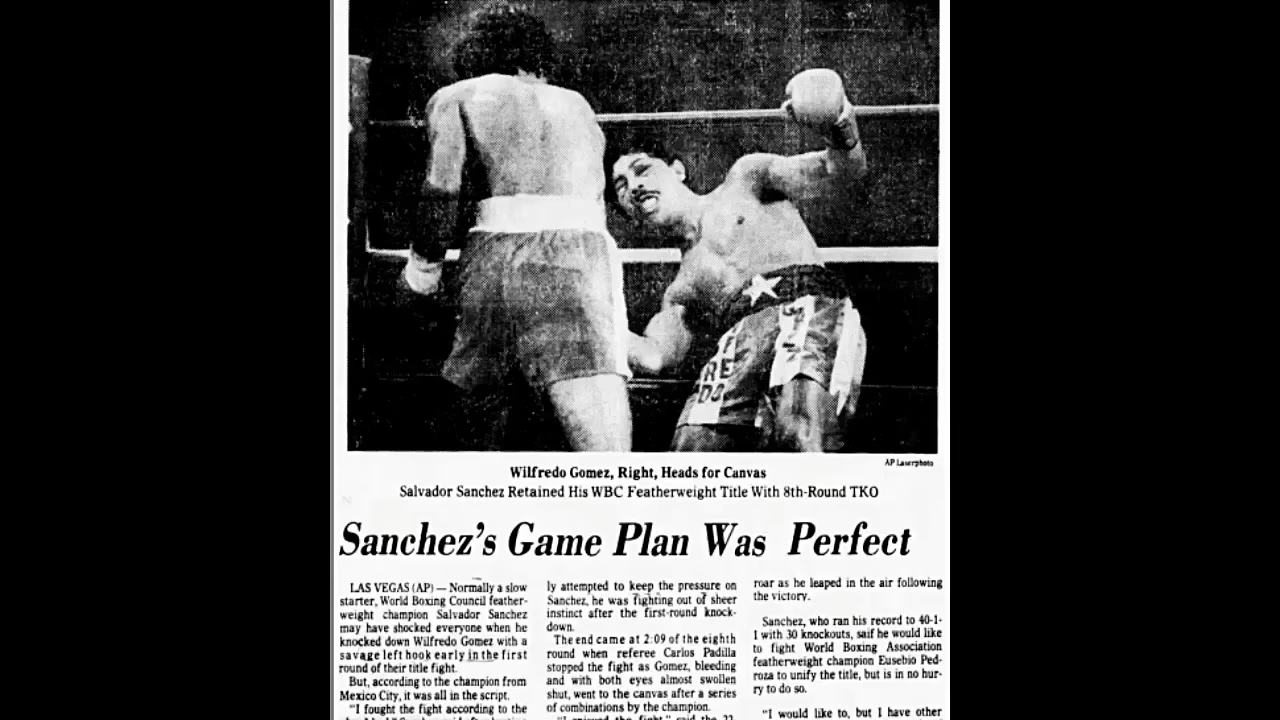 RE
DO
AP Laserphoto
Wilfredo Gomez, Right, Heads for Canvas
Salvador Sanchez Retained His WBC Featherweight Title With 8th-Round TKO
Sanchez's Game Plan Was Perfect
LAS VEGAS (AP) — Normally a slow
starter, World Boxing Council feather-
weight champion Salvador Sanchez
may have shocked everyone when he
knocked down Wilfredo Gomez with a
savage left hook early in the first
round of their title fight.
But, according to the champion from
Mexico City, it was all in the script.
"I fought the fight according to the
ly attempted to keep the pressure on
Sanchez, he was fighting out of sheer
instinct after the first-round knock-
down.
The end came at 2:09 of the eighth
round when referee Carlos Padilla
stopped the fight as Gomez, bleeding
and with both eyes almost swollen
shut, went to the canvas after a series
of combinations by the champion.
"I enjoyed the fight," said the 22-
roar as he leaped in the air following
the victory.
Sanchez, who ran his record to 40-1-
1 with 30 knockouts, saif he would like
to fight World Boxing Association
featherweight champion Eusebio Ped-
roza to unify the title, but is in no hur-
ry to do so.
"I would like to, but I have other